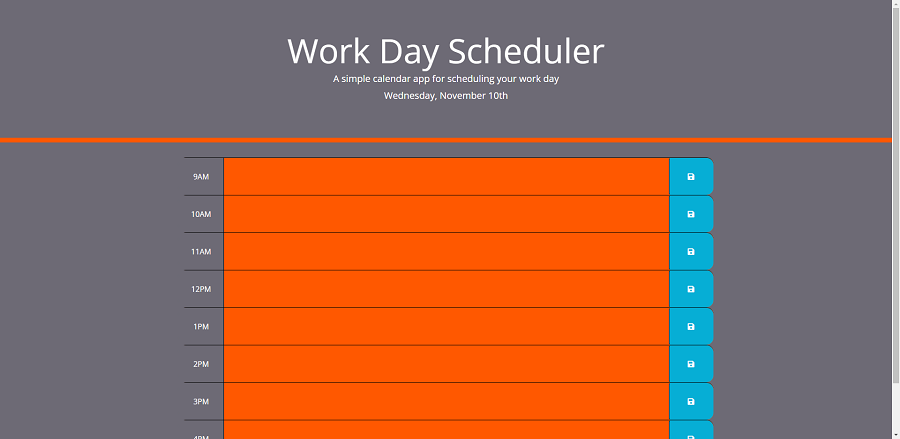 Work Day Scheduler
A simple calendar app for scheduling your work day
Wednesday, November 10th
9AM
10AM
11AM
12PM
1PM
2PM
3PM
4PM